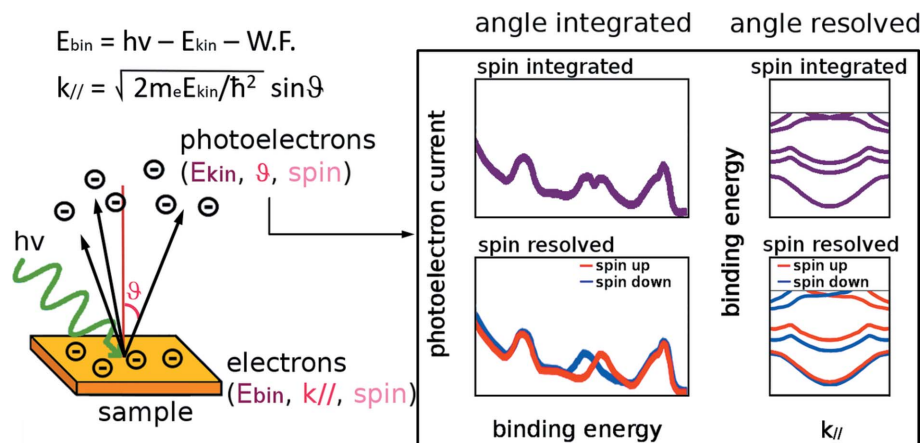 angle integrated
angle resolved
Ebin = hν – Ekin – W.F.
k// = √2meEkin/ħ² sinϑ
spin integrated
spin integrated
photoelectrons
(Ekin, ϑ, spin)
hν
ϑ
photoelectron current
binding energy
spin resolved
spin up
spin down
spin resolved
spin up
spin down
electrons
(Ebin, k//, spin)
sample
binding energy
k//